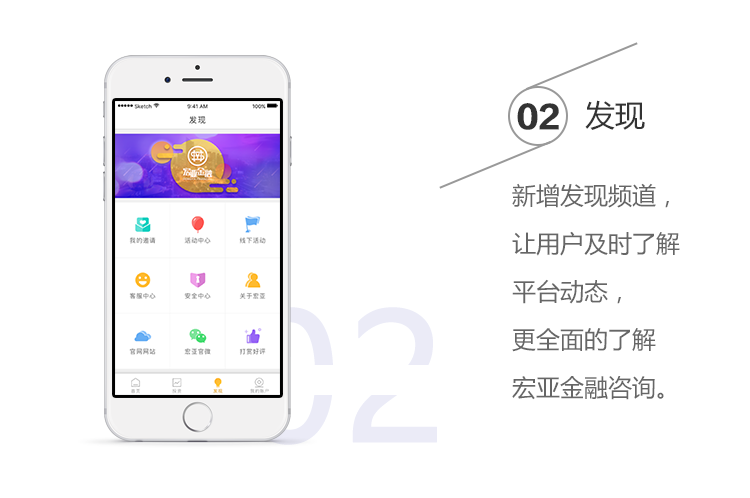 Sketch
9:41 AM
100%
发现
宏亚金融
我的邀请
活动中心
线下活动
客服中心
安全中心
关于宏亚
官网网站
宏亚官微
打赏好评
首页
投资
发现
我的账户
02
02
发现
新增发现频道，
让用户及时了解
平台动态，
更全面的了解
宏亚金融咨询。